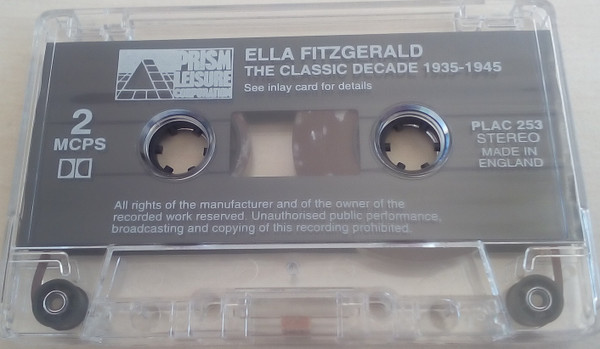 PRISM
LEISURE
CORPORATION
ELLA FITZGERALD
THE CLASSIC DECADE 1935-1945
See inlay card for details
2
MCPS
PLAC 253
STEREO
MADE IN
ENGLAND
All rights of the manufacturer and of the owner of the
recorded work reserved. Unauthorised public performance,
broadcasting and copying of this recording prohibited.